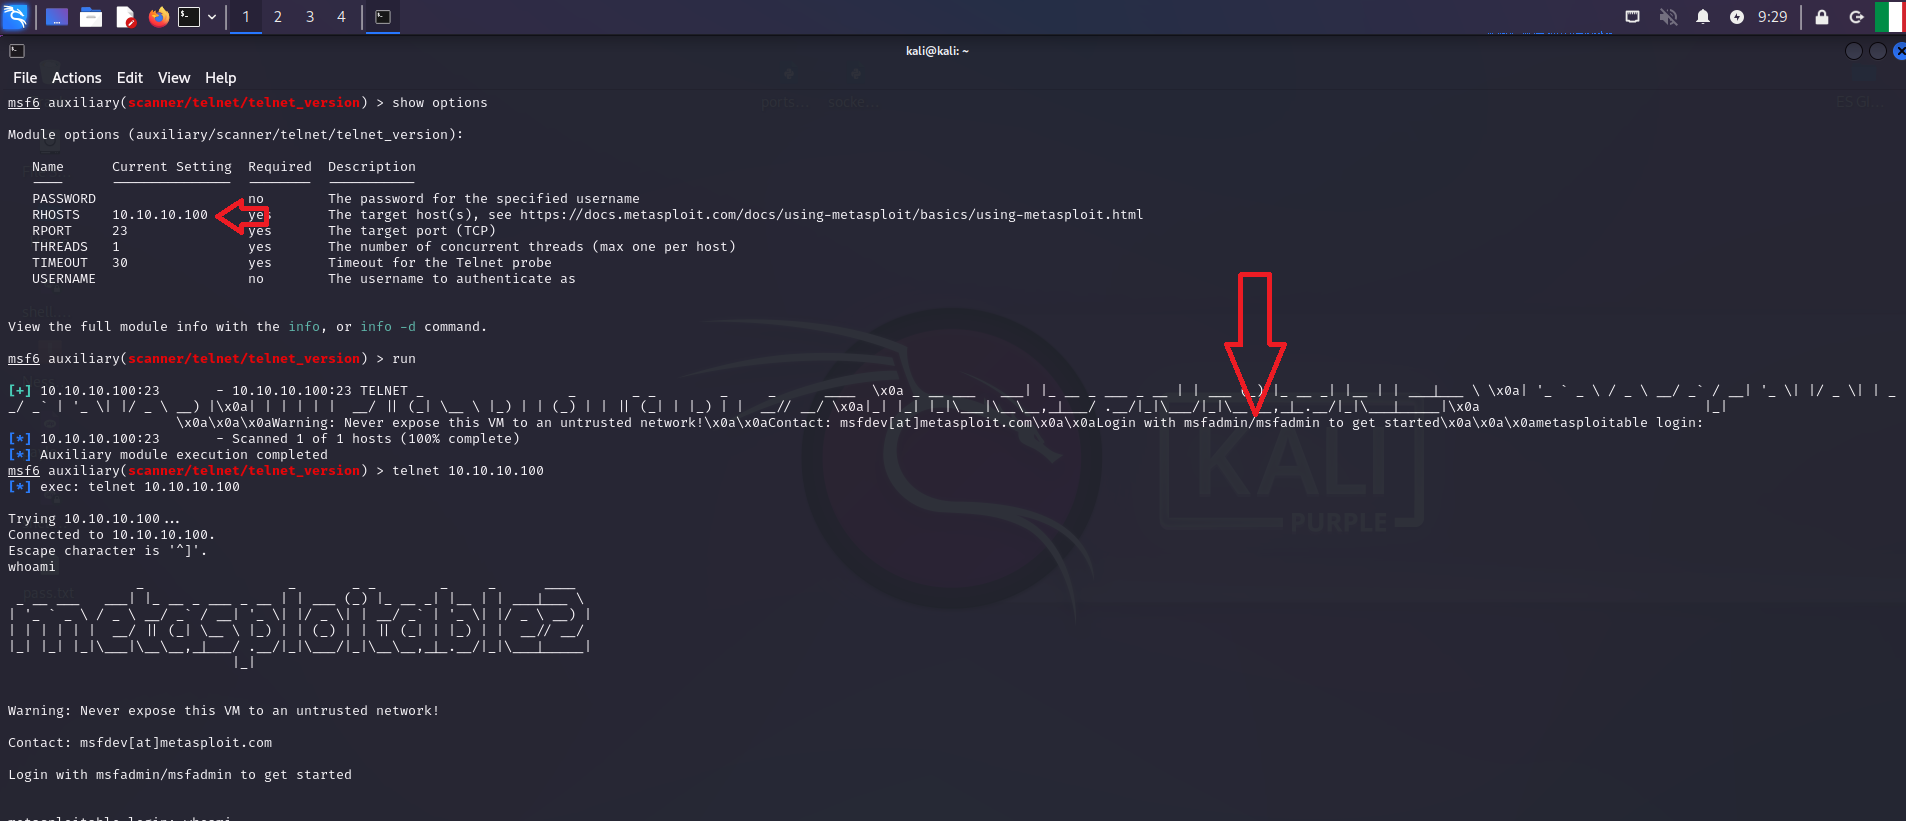 1 2 3 4 9:29
kali@kali: ~
File Actions Edit View Help
msf6 auxiliary(scanner/telnet/telnet_version) > show options
Module options (auxiliary/scanner/telnet/telnet_version):
Name Current Setting Required Description
PASSWORD no The password for the specified username
RHOSTS 10.10.10.100 yes The target host(s), see https://docs.metasploit.com/docs/using-metasploit/basics/using-metasploit.html
RPORT 23 yes The target port (TCP)
THREADS 1 yes The number of concurrent threads (max one per host)
TIMEOUT 30 yes Timeout for the Telnet probe
USERNAME no The username to authenticate as
View the full module info with the info, or info -d command.
msf6 auxiliary(scanner/telnet/telnet_version) > run
[+] 10.10.10.100:23 - 10.10.10.100:23 TELNET
\x0a\x0a\x0aWarning: Never expose this VM to an untrusted network!\x0a\x0aContact: msfdev[at]metasploit.com\x0a\x0aLogin with msfadmin/msfadmin to get started\x0a\x0a\x0ametasploitable login:
[*] 10.10.10.100:23 - Scanned 1 of 1 hosts (100% complete)
[*] Auxiliary module execution completed
msf6 auxiliary(scanner/telnet/telnet_version) > telnet 10.10.10.100
[*] exec: telnet 10.10.10.100
Trying 10.10.10.100...
Connected to 10.10.10.100.
Escape character is '^]'.
whoami
metasploitable2
Warning: Never expose this VM to an untrusted network!
Contact: msfdev[at]metasploit.com
Login with msfadmin/msfadmin to get started
metasploitable login: whoami
KALI
PURPLE